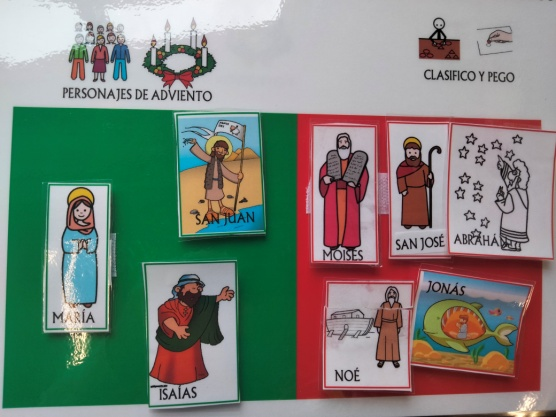 PERSONAJES DE ADVIENTO
CLASIFICO Y PEGO
SAN JUAN
MOISÉS
SAN JOSÉ
ABRAHÁ
MARÍA
ISAÍAS
NOÉ
JONÁS